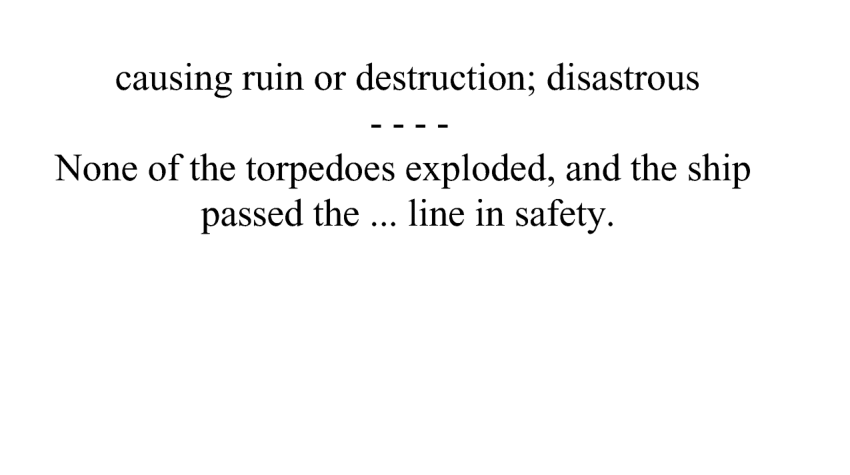 causing ruin or destruction; disastrous
- - - -
None of the torpedoes exploded, and the ship
passed the ... line in safety.